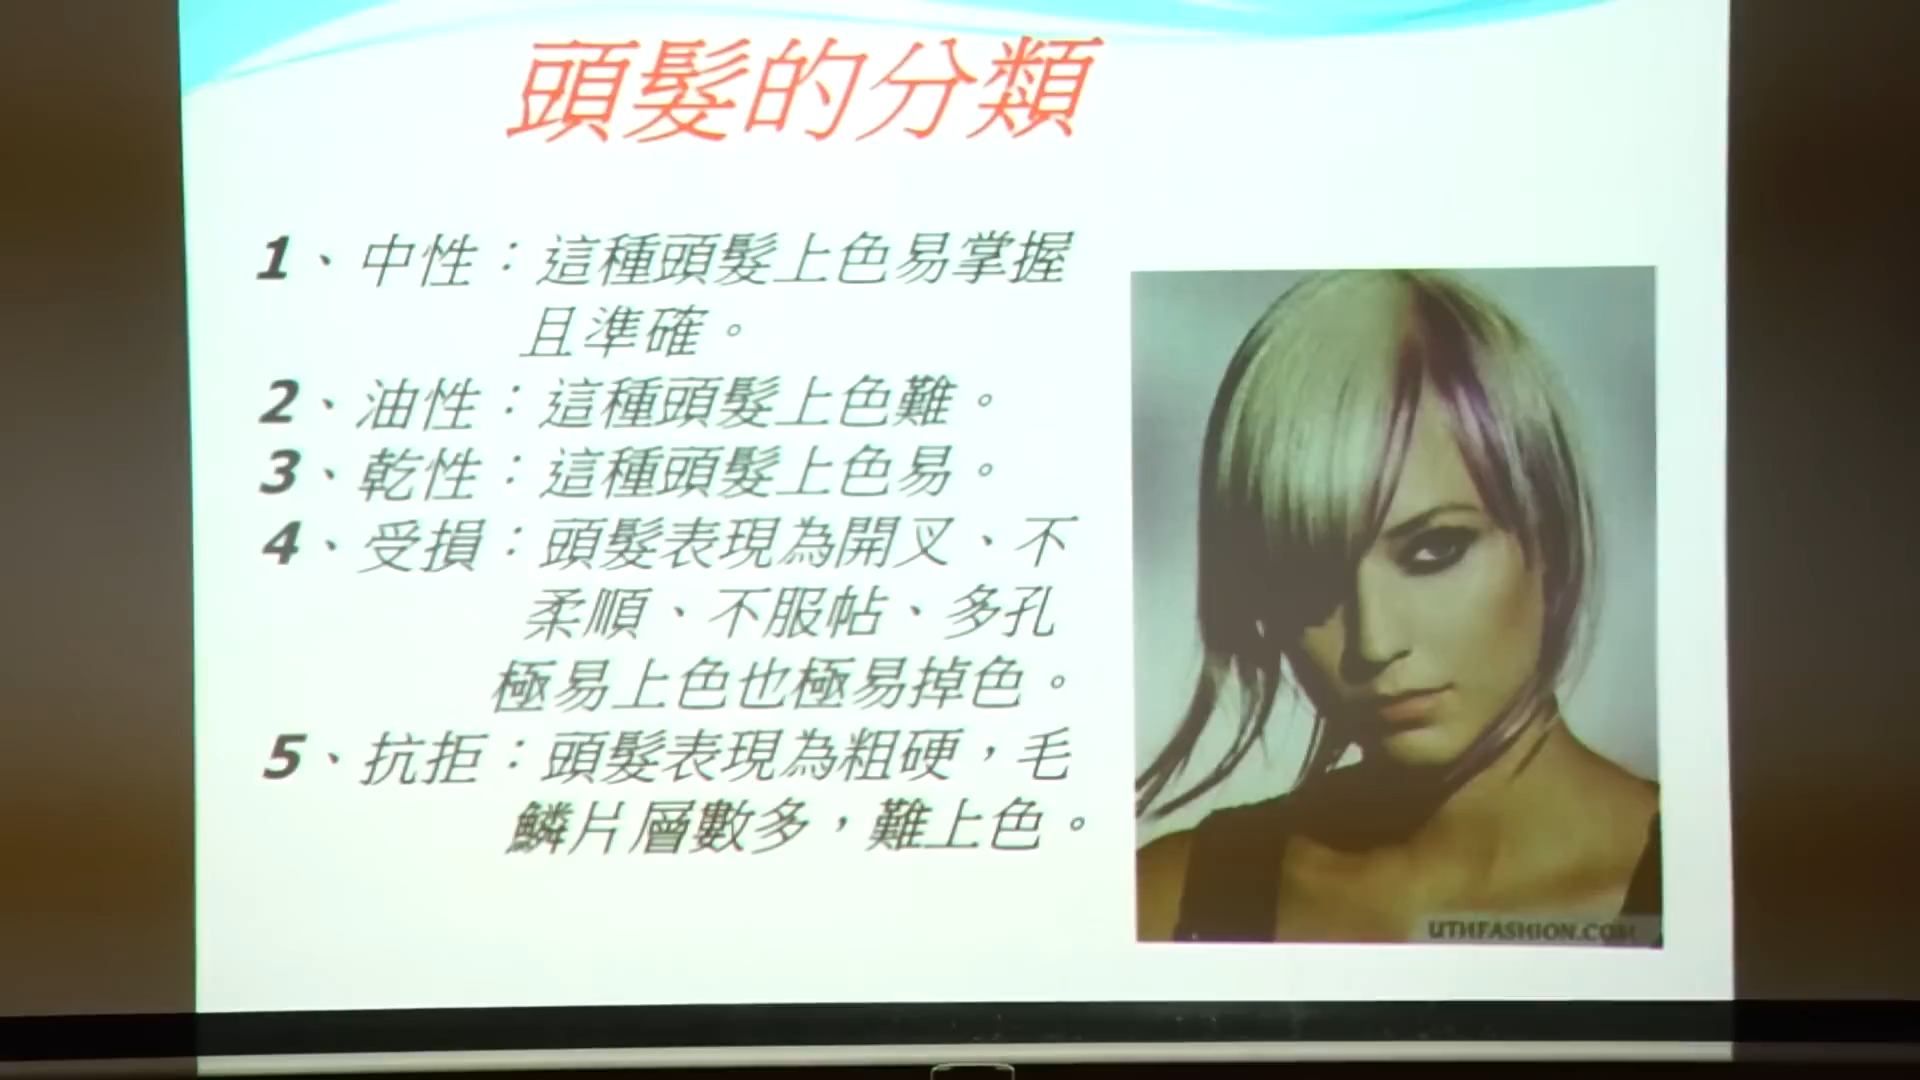 頭髮的分類
1、中性：這種頭髮上色易掌握
且準確。
2、油性：這種頭髮上色難。
3、乾性：這種頭髮上色易。
4、受損：頭髮表現為開叉、不
柔順、不服帖、多孔
極易上色也極易掉色。
5、抗拒：頭髮表現為粗硬，毛
鱗片層數多，難上色。
UTHFASHION.COM